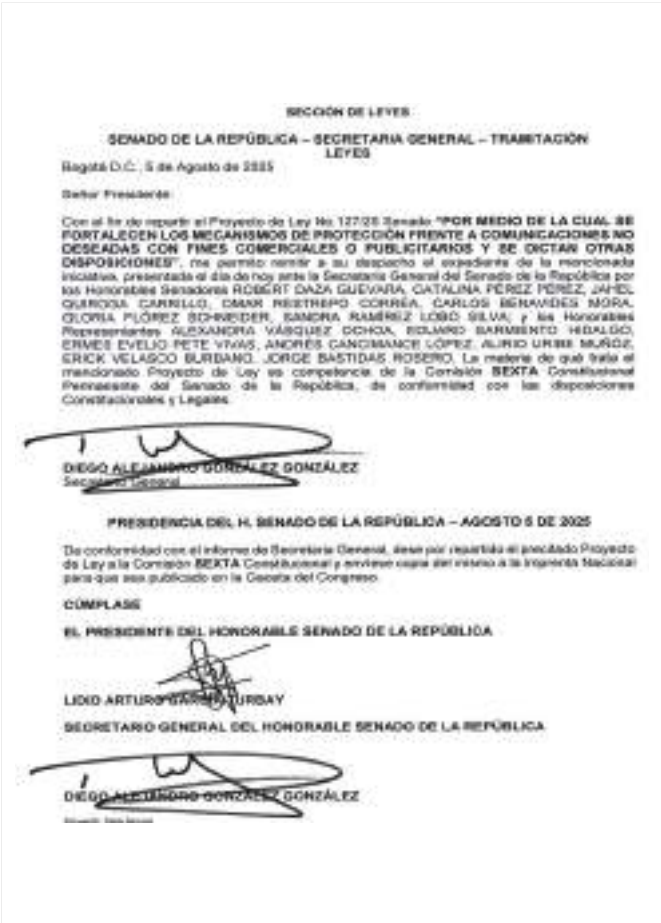 SECCIÓN DE LEYES
SENADO DE LA REPÚBLICA – SECRETARIA GENERAL – TRAMITACIÓN
LEYES
Bogotá D.C., 5 de Agosto de 2025
Señor Presidente:
Con el fin de repartir el Proyecto de Ley No. 127/25 Senado "POR MEDIO DE LA CUAL SE
FORTALECEN LOS MECANISMOS DE PROTECCIÓN FRENTE A COMUNICACIONES NO
DESEADAS CON FINES COMERCIALES O PUBLICITARIOS Y SE DICTAN OTRAS
DISPOSICIONES", me permito remitir a su despacho el expediente de la mencionada
iniciativa, presentada el día de hoy ante la Secretaría General del Senado de la República por
los Honorables Senadores ROBERT DAZA GUEVARA, CATALINA PÉREZ PÉREZ, JAHEL
QUIROGA CARRILLO, OMAR RESTREPO CORREA, CARLOS BENAVIDES MORA,
GLORIA FLÓREZ SCHNEIDER, SANDRA RAMÍREZ LOBO SILVA; y los Honorables
Representantes ALEXANDRA VÁSQUEZ OCHOA, EDUARD SARMIENTO HIDALGO,
ERMES EVELIO PETE VIVAS, ANDRÉS CANCIMANCE LÓPEZ, ALIRIO URIBE MUÑOZ,
ERICK VELASCO BURBANO, JORGE BASTIDAS ROSERO. La materia de qué trata el
mencionado Proyecto de Ley es competencia de la Comisión SEXTA Constitucional
Permanente del Senado de la República, de conformidad con las disposiciones
Constitucionales y Legales.
DIEGO ALEJANDRO GONZÁLEZ GONZÁLEZ
Secretario General
PRESIDENCIA DEL H. SENADO DE LA REPÚBLICA – AGOSTO 5 DE 2025
De conformidad con el informe de Secretaría General, dese por repartido el precitado Proyecto
de Ley a la Comisión SEXTA Constitucional y envíese copia del mismo a la Imprenta Nacional
para que sea publicado en la Gaceta del Congreso.
CÚMPLASE
EL PRESIDENTE DEL HONORABLE SENADO DE LA REPÚBLICA
LIDIO ARTURO GARCÍA TURBAY
SECRETARIO GENERAL DEL HONORABLE SENADO DE LA REPÚBLICA
DIEGO ALEJANDRO GONZÁLEZ GONZÁLEZ